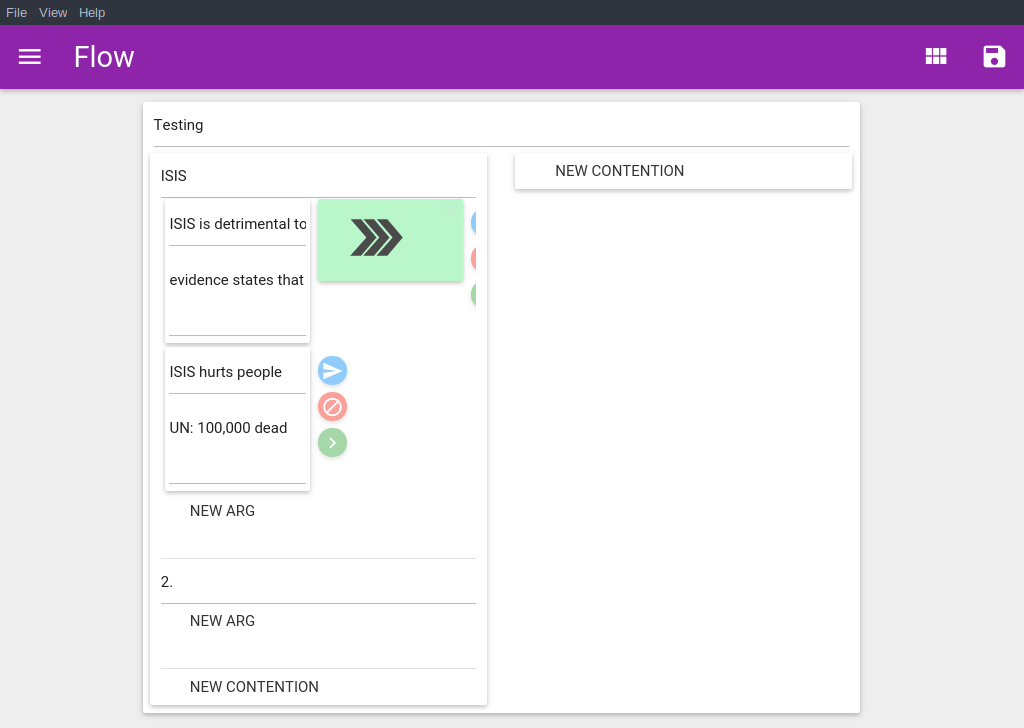 File View Help
Flow
Testing
ISIS
NEW CONTENTION
ISIS is detrimental to
evidence states that
ISIS hurts people
UN: 100,000 dead
NEW ARG
2.
NEW ARG
NEW CONTENTION